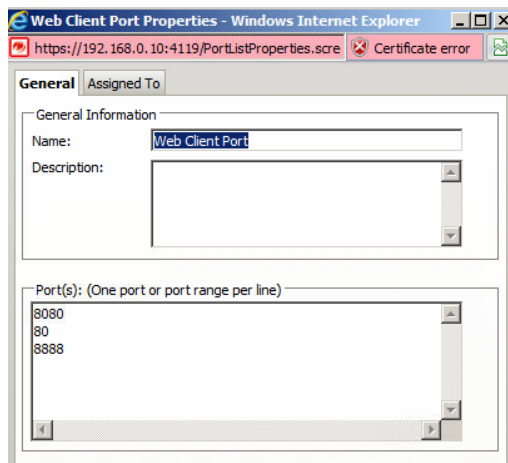 Web Client Port Properties - Windows Internet Explorer
https://192.168.0.10:4119/PortListProperties.scre Certificate error
General Assigned To
General Information
Name: Web Client Port
Description:
Port(s): (One port or port range per line)
8080
80
8888